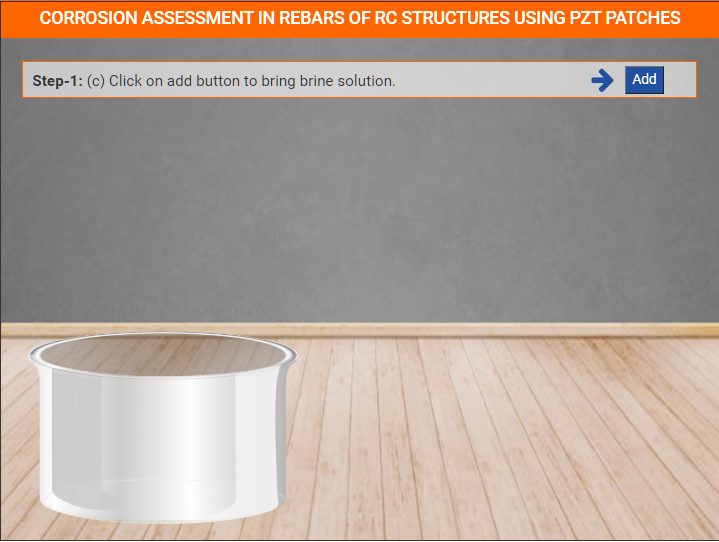 CORROSION ASSESSMENT IN REBARS OF RC STRUCTURES USING PZT PATCHES
Step-1: (c) Click on add button to bring brine solution.
Add